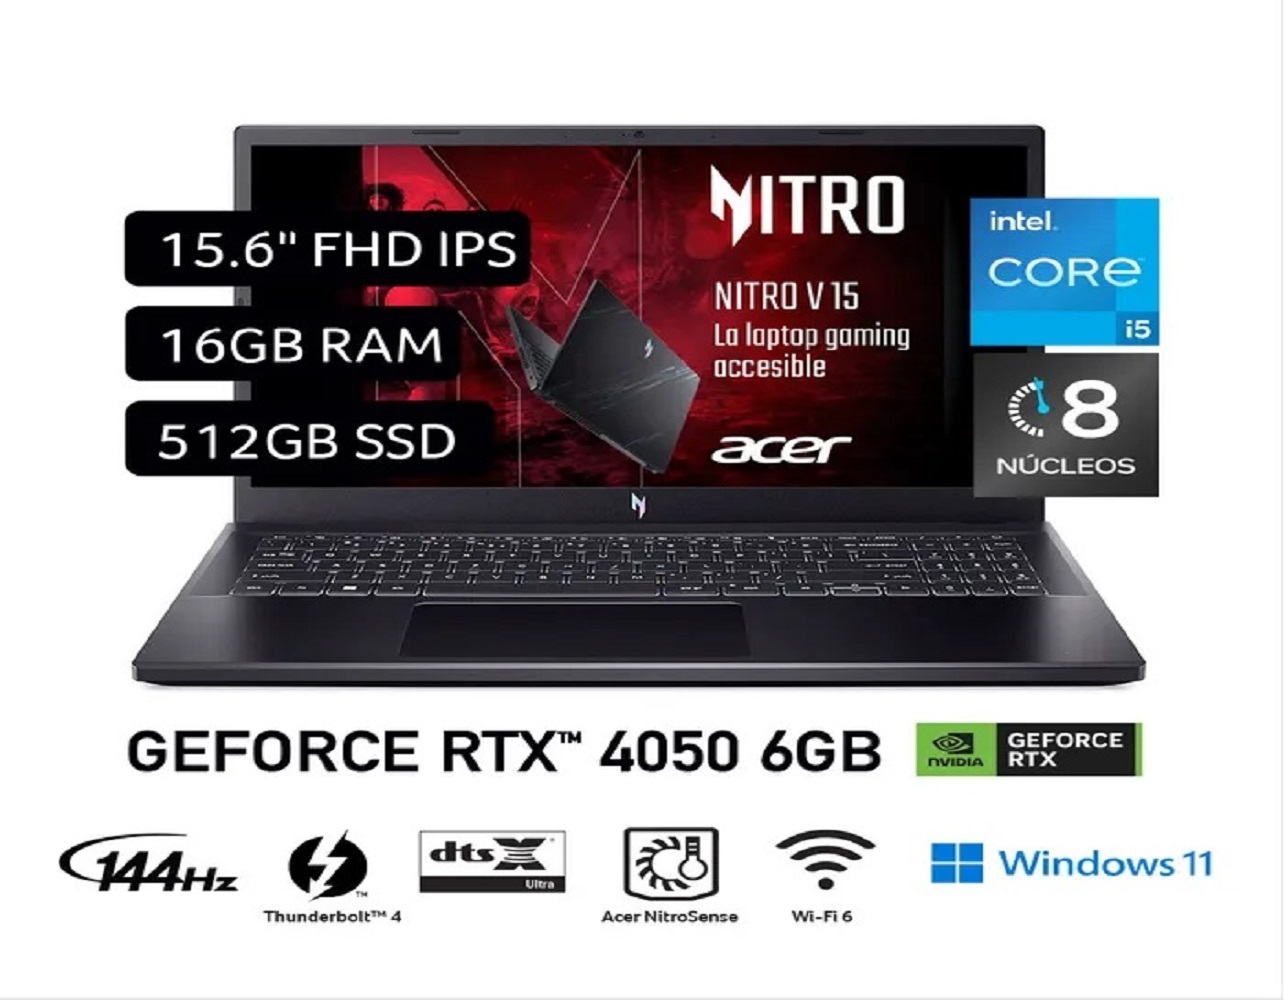 15.6" FHD IPS
16GB RAM
512GB SSD
NITRO
NITRO V 15
La laptop gaming
accesible
acer
intel.
CORE™
i5
8
NÚCLEOS
GEFORCE RTX™ 4050 6GB
NVIDIA
GEFORCE
RTX
144Hz
Thunderbolt™ 4
dts X
Ultra
Acer NitroSense
Wi-Fi 6
Windows 11